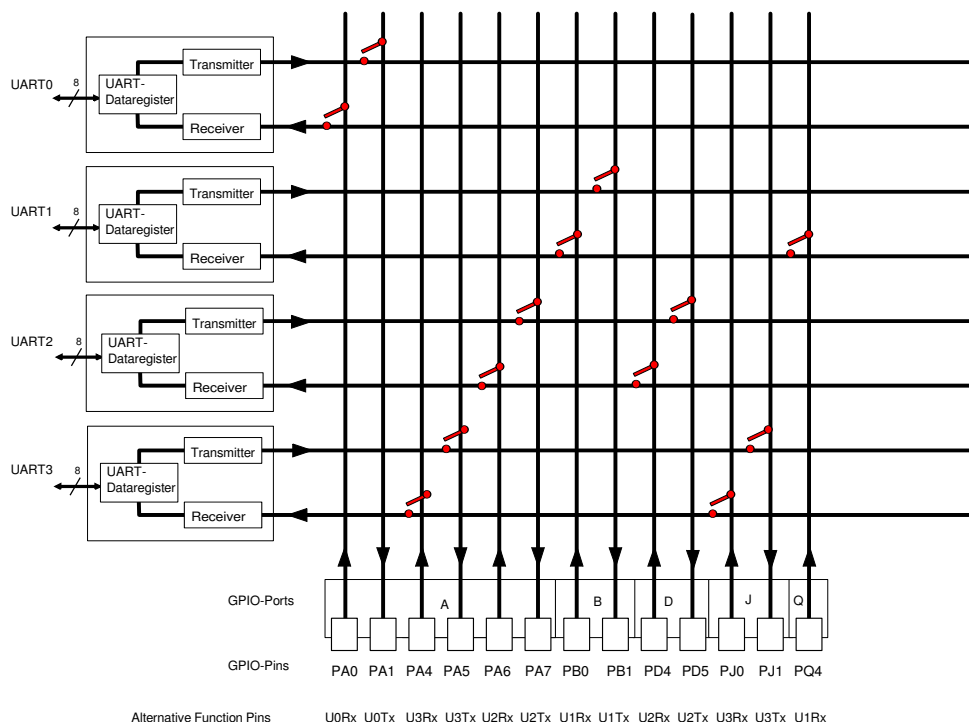 UART0
8
UART-
Dataregister
Transmitter
Receiver
UART1
8
UART-
Dataregister
Transmitter
Receiver
UART2
8
UART-
Dataregister
Transmitter
Receiver
UART3
8
UART-
Dataregister
Transmitter
Receiver
GPIO-Ports A B D J Q
GPIO-Pins
PA0 PA1 PA4 PA5 PA6 PA7 PB0 PB1 PD4 PD5 PJ0 PJ1 PQ4
Alternative Function Pins U0Rx U0Tx U3Rx U3Tx U2Rx U2Tx U1Rx U1Tx U2Rx U2Tx U3Rx U3Tx U1Rx